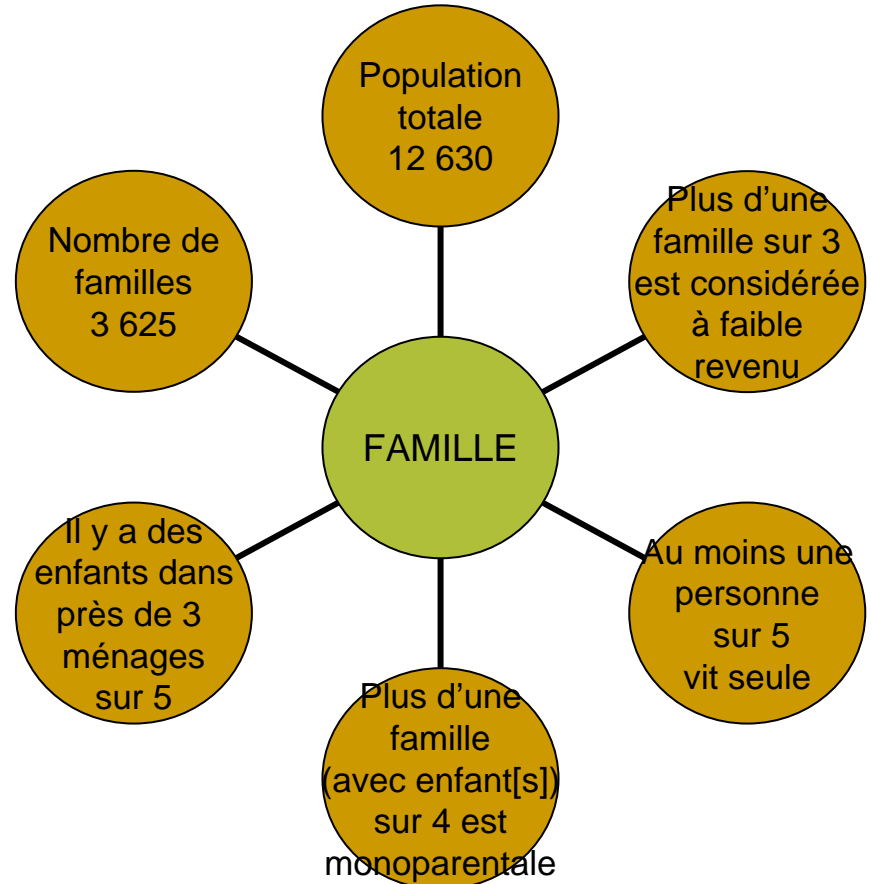 Population
totale
12 630
Plus d’une
famille sur 3
est considérée
à faible
revenu
Nombre de
familles
3 625
FAMILLE
Il y a des
enfants dans
près de 3
ménages
sur 5
Au moins une
personne
sur 5
vit seule
Plus d’une
famille
(avec enfant[s])
sur 4 est
monoparentale